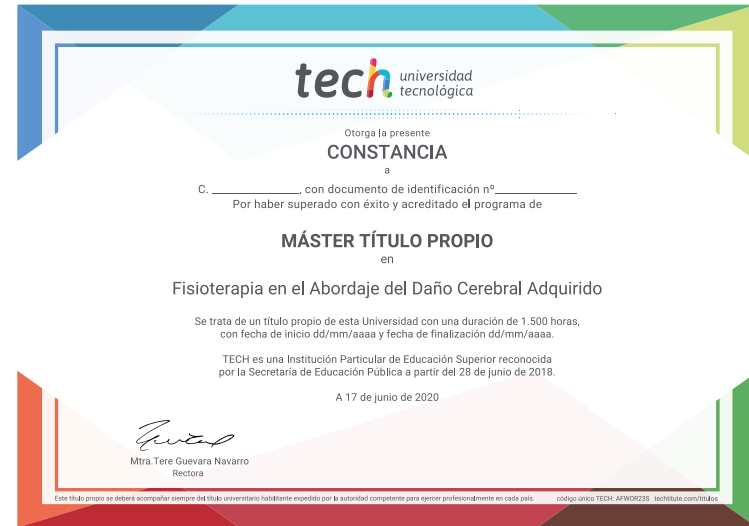 tech universidad
tecnológica
Otorga la presente
CONSTANCIA
a
C. ________________, con documento de identificación nº_______________
Por haber superado con éxito y acreditado el programa de
MÁSTER TÍTULO PROPIO
en
Fisioterapia en el Abordaje del Daño Cerebral Adquirido
Se trata de un título propio de esta Universidad con una duración de 1.500 horas,
con fecha de inicio dd/mm/aaaa y fecha de finalización dd/mm/aaaa.
TECH es una Institución Particular de Educación Superior reconocida
por la Secretaría de Educación Pública a partir del 28 de junio de 2018.
A 17 de junio de 2020
Mtra.Tere Guevara Navarro
Rectora
Este título propio se deberá acompañar siempre del título universitario habilitante expedido por la autoridad competente para ejercer profesionalmente en cada país. código único TECH: AFWOR23S techtitute.com/titulos